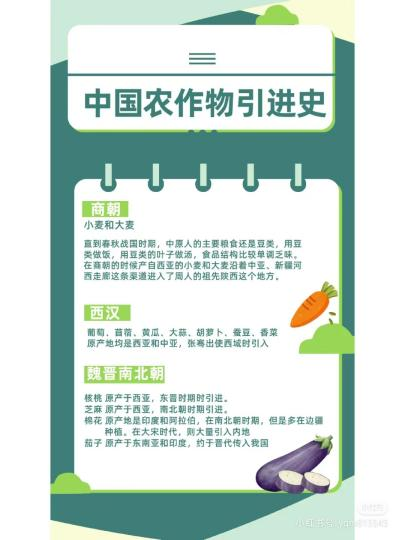 中国农作物引进史
商朝
小麦和大麦
直到春秋战国时期，中原人的主要粮食还是豆类，用豆
类做饭，用豆类的叶子做汤，食品结构比较单调乏味。
在商朝的时候产自西亚的小麦和大麦沿着中亚、新疆河
西走廊这条渠道进入了周人的祖先陕西这个地方。
西汉
葡萄、苜蓿、黄瓜、大蒜、胡萝卜、蚕豆、香菜
原产地均是西亚和中亚，张骞出使西域时引入
魏晋南北朝
核桃 原产于西亚，东晋时期时引进。
芝麻 原产于西亚，南北朝时期引进。
棉花 原产地是印度和阿拉伯，在南北朝时期，但是多在边疆
种植。在大宋时代，则大量引入内地
茄子 原产于东南亚和印度，约于晋代传入我国
小红书